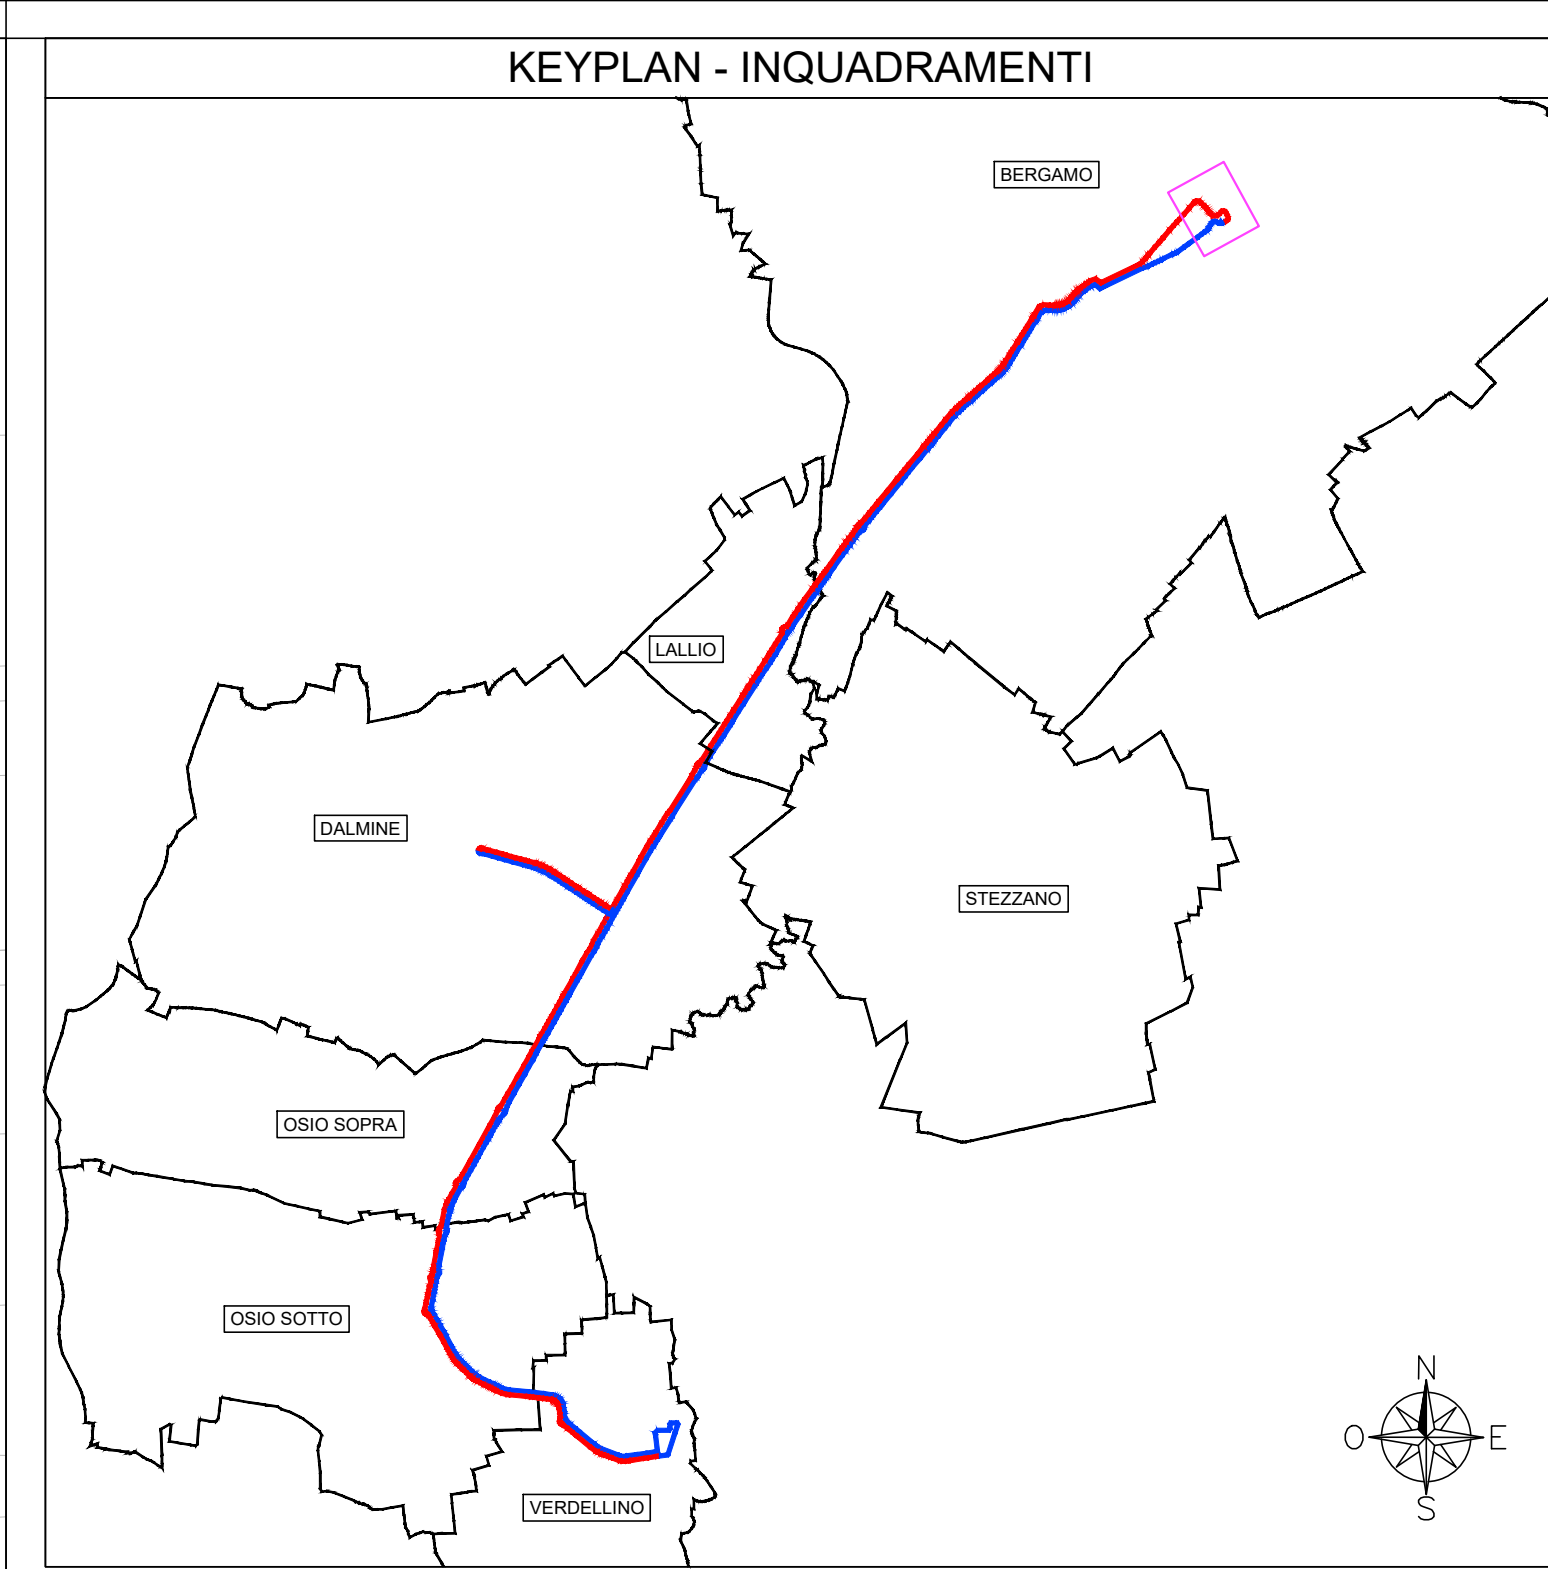 KEYPLAN - INQUADRAMENTI
BERGAMO
LALLIO
DALMINE
STEZZANO
OSIO SOPRA
OSIO SOTTO
N
O
E
S
VERDELLINO